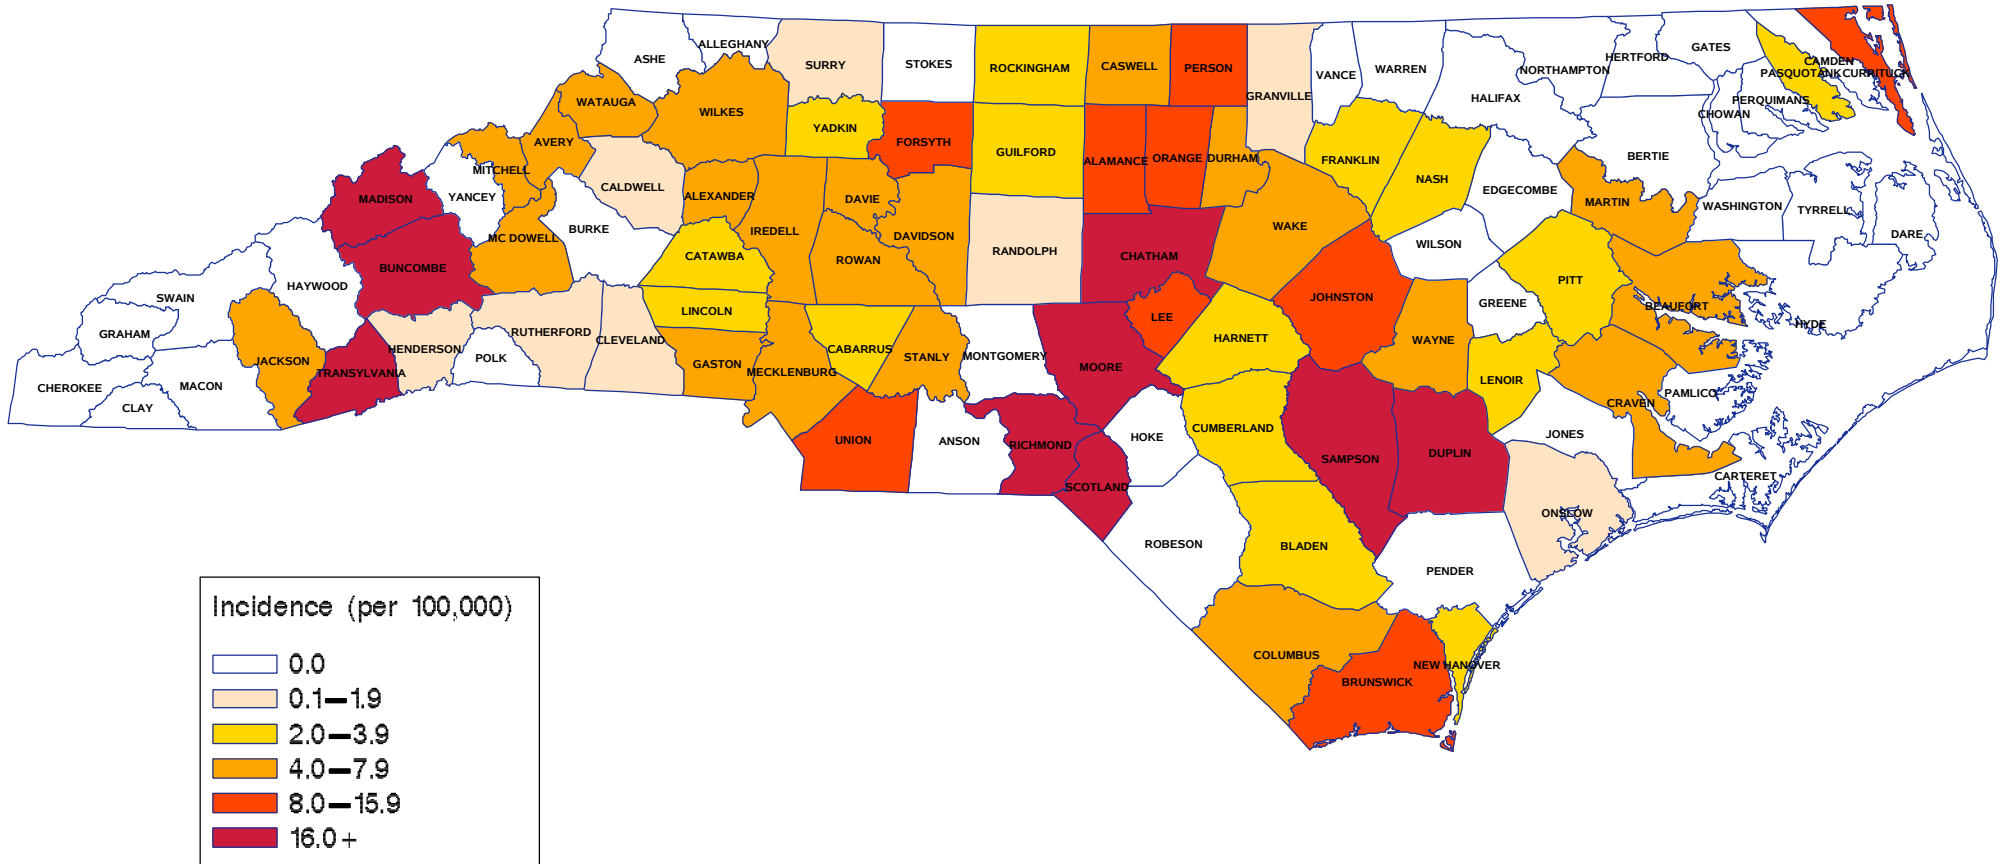 ALLEGHANY
ASHE
SURRY
STOKES
ROCKINGHAM
CASWELL
PERSON
GRANVILLE
VANCE
WARREN
NORTHAMPTON
HERTFORD
GATES
CAMDEN
PASQUOTANK
CURRITUCK
PERQUIMANS
CHOWAN
HALIFAX
WATAUGA
WILKES
YADKIN
FORSYTH
GUILFORD
ALAMANCE
ORANGE
DURHAM
FRANKLIN
NASH
EDGECOMBE
BERTIE
AVERY
MITCHELL
YANCEY
MADISON
CALDWELL
ALEXANDER
IREDELL
DAVIE
DAVIDSON
RANDOLPH
CHATHAM
WAKE
WILSON
MARTIN
WASHINGTON
TYRRELL
DARE
MC DOWELL
BURKE
CATAWBA
ROWAN
BUNCOMBE
HAYWOOD
SWAIN
GRAHAM
LINCOLN
LEE
JOHNSTON
GREENE
PITT
BEAUFORT
HYDE
RUTHERFORD
CLEVELAND
HENDERSON
POLK
JACKSON
TRANSYLVANIA
MACON
CHEROKEE
CLAY
GASTON
MECKLENBURG
CABARRUS
STANLY
MONTGOMERY
MOORE
HARNETT
WAYNE
LENOIR
CRAVEN
PAMLICO
JONES
CARTERET
UNION
ANSON
RICHMOND
SCOTLAND
HOKE
CUMBERLAND
SAMPSON
DUPLIN
ONSLOW
ROBESON
BLADEN
PENDER
COLUMBUS
BRUNSWICK
NEW HANOVER
Incidence (per 100,000)
0.0
0.1–1.9
2.0–3.9
4.0–7.9
8.0–15.9
16.0+